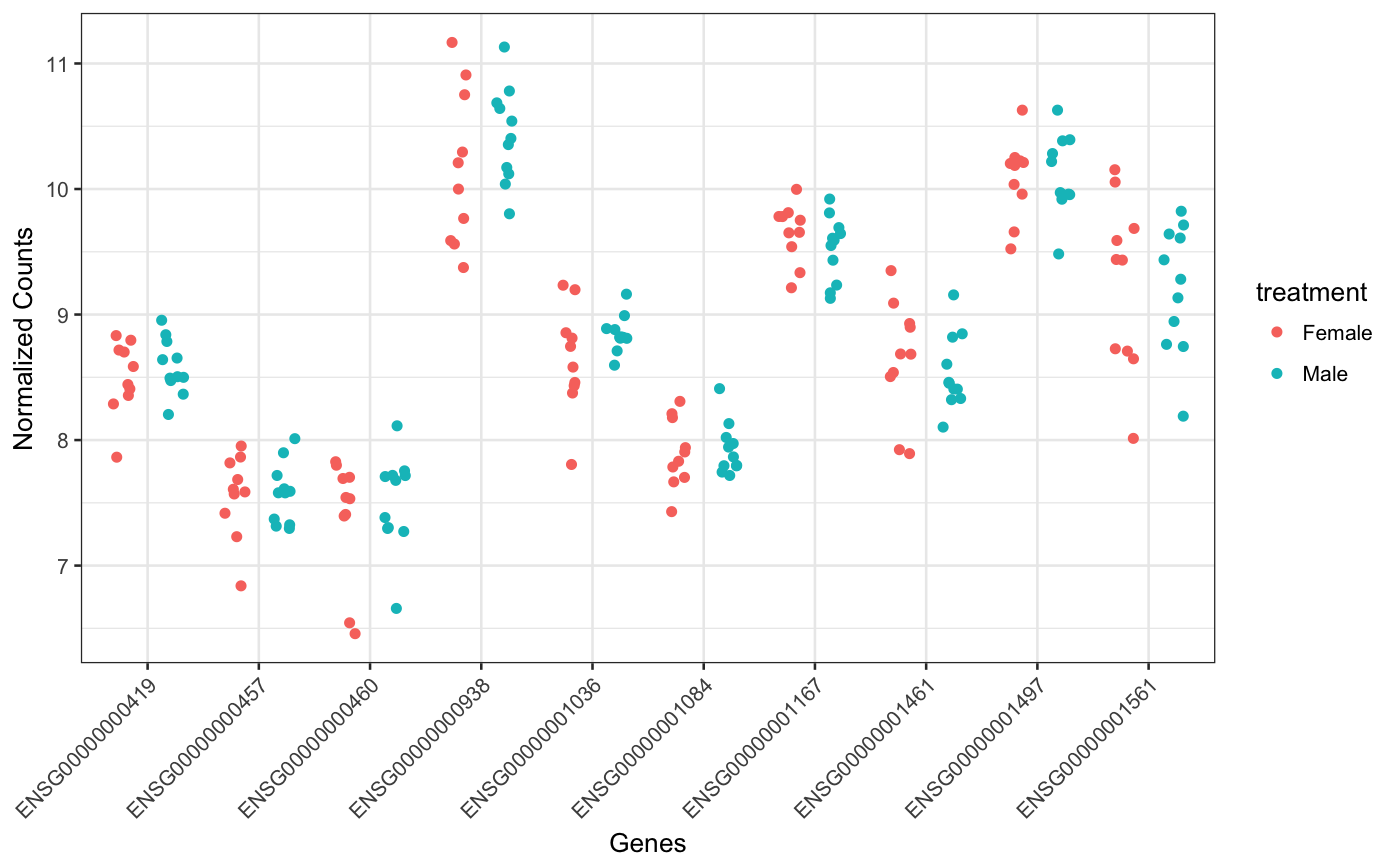 11
10
9
8
7
Normalized Counts
ENSG00000000419
ENSG00000000457
ENSG00000000460
ENSG00000000938
ENSG00000001036
ENSG00000001084
ENSG00000001167
ENSG00000001461
ENSG00000001497
ENSG00000001561
Genes
treatment
Female
Male